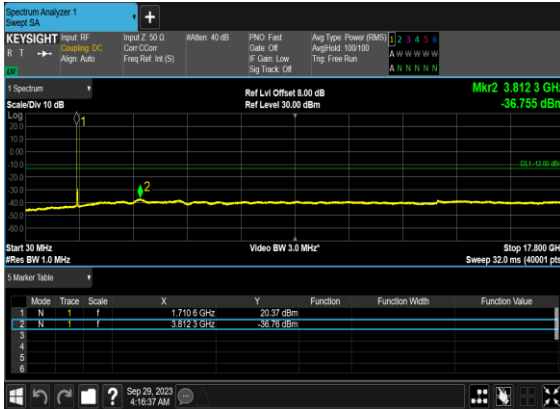 Spectrum Analyzer 1
Swept SA
+
KEYSIGHT Input: RF Input Z: 50 Ω #Atten: 40 dB PNO: Fast Avg Type: Power (RMS) 1 2 3 4 5 6
R T Coupling: DC Corr CCorr Gate: Off Avg|Hold: 100/100 A W W W W W
Align: Auto Freq Ref: Int (S) IF Gain: Low Trig: Free Run
Sig Track: Off A N N N N N
1 Spectrum
Scale/Div 10 dB
Ref Lvl Offset 8.00 dB
Ref Level 30.00 dBm
Mkr2 3.812 3 GHz
-36.755 dBm
Log
20.0
10.0
0.00
-10.0
-20.0
-30.0
-40.0
-50.0
-60.0
1
2
DL1 -13.00 dBm
Start 30 MHz Video BW 3.0 MHz* Stop 17.800 GHz
#Res BW 1.0 MHz Sweep 32.0 ms (40001 pts)
5 Marker Table
Mode Trace Scale X Y Function Function Width Function Value
1 N 1 f 1.710 6 GHz 20.37 dBm
2 N 1 f 3.812 3 GHz -36.76 dBm
3
4
5
6
? Sep 29, 2023
4:16:37 AM